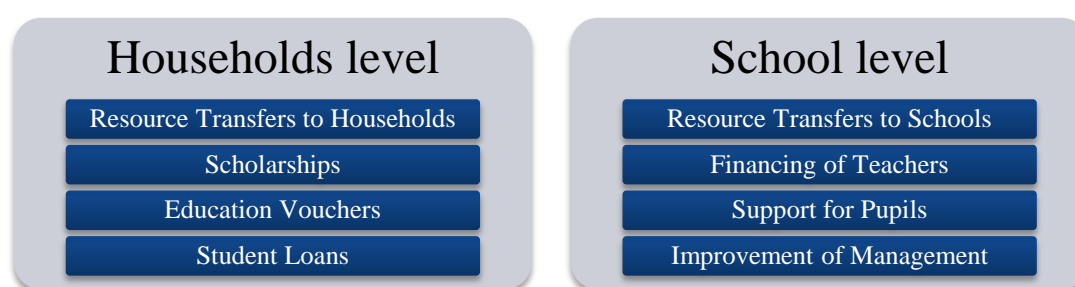 Households level
Resource Transfers to Households
Scholarships
Education Vouchers
Student Loans
School level
Resource Transfers to Schools
Financing of Teachers
Support for Pupils
Improvement of Management